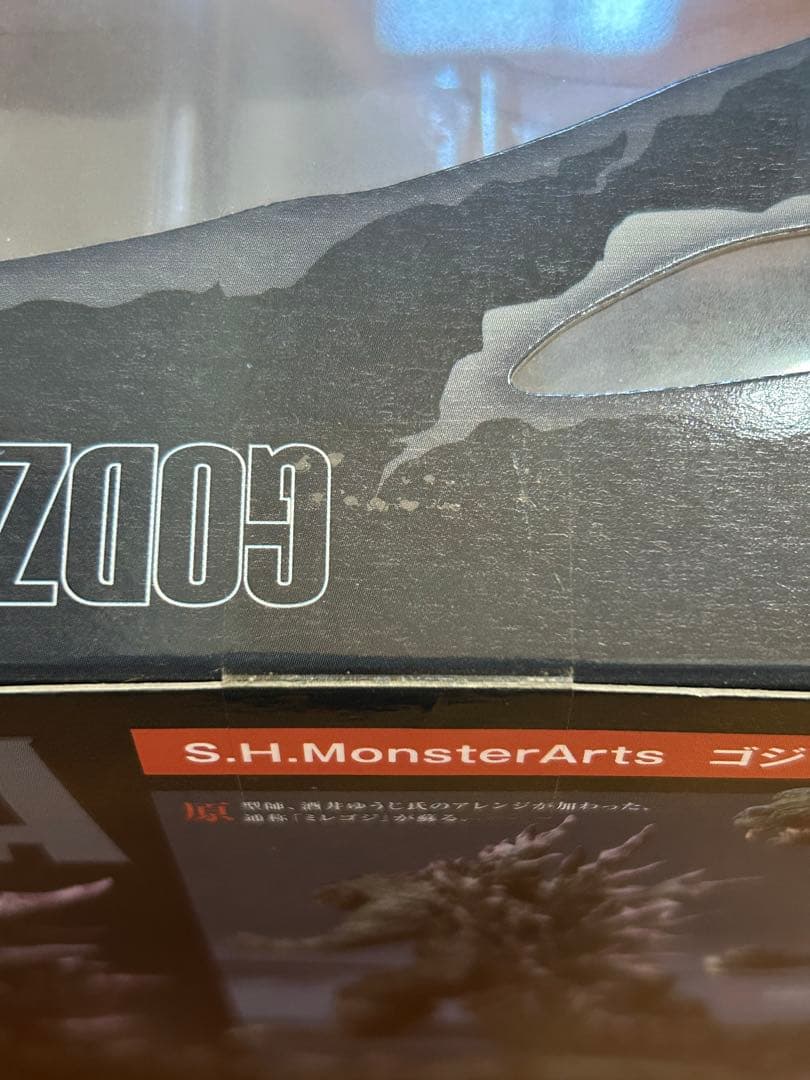 GODZ
S.H.MonsterArts ゴジ
原型師、酒井ゆうじ氏のアレンジが加わった、
通称「ミレゴジ」が蘇る。